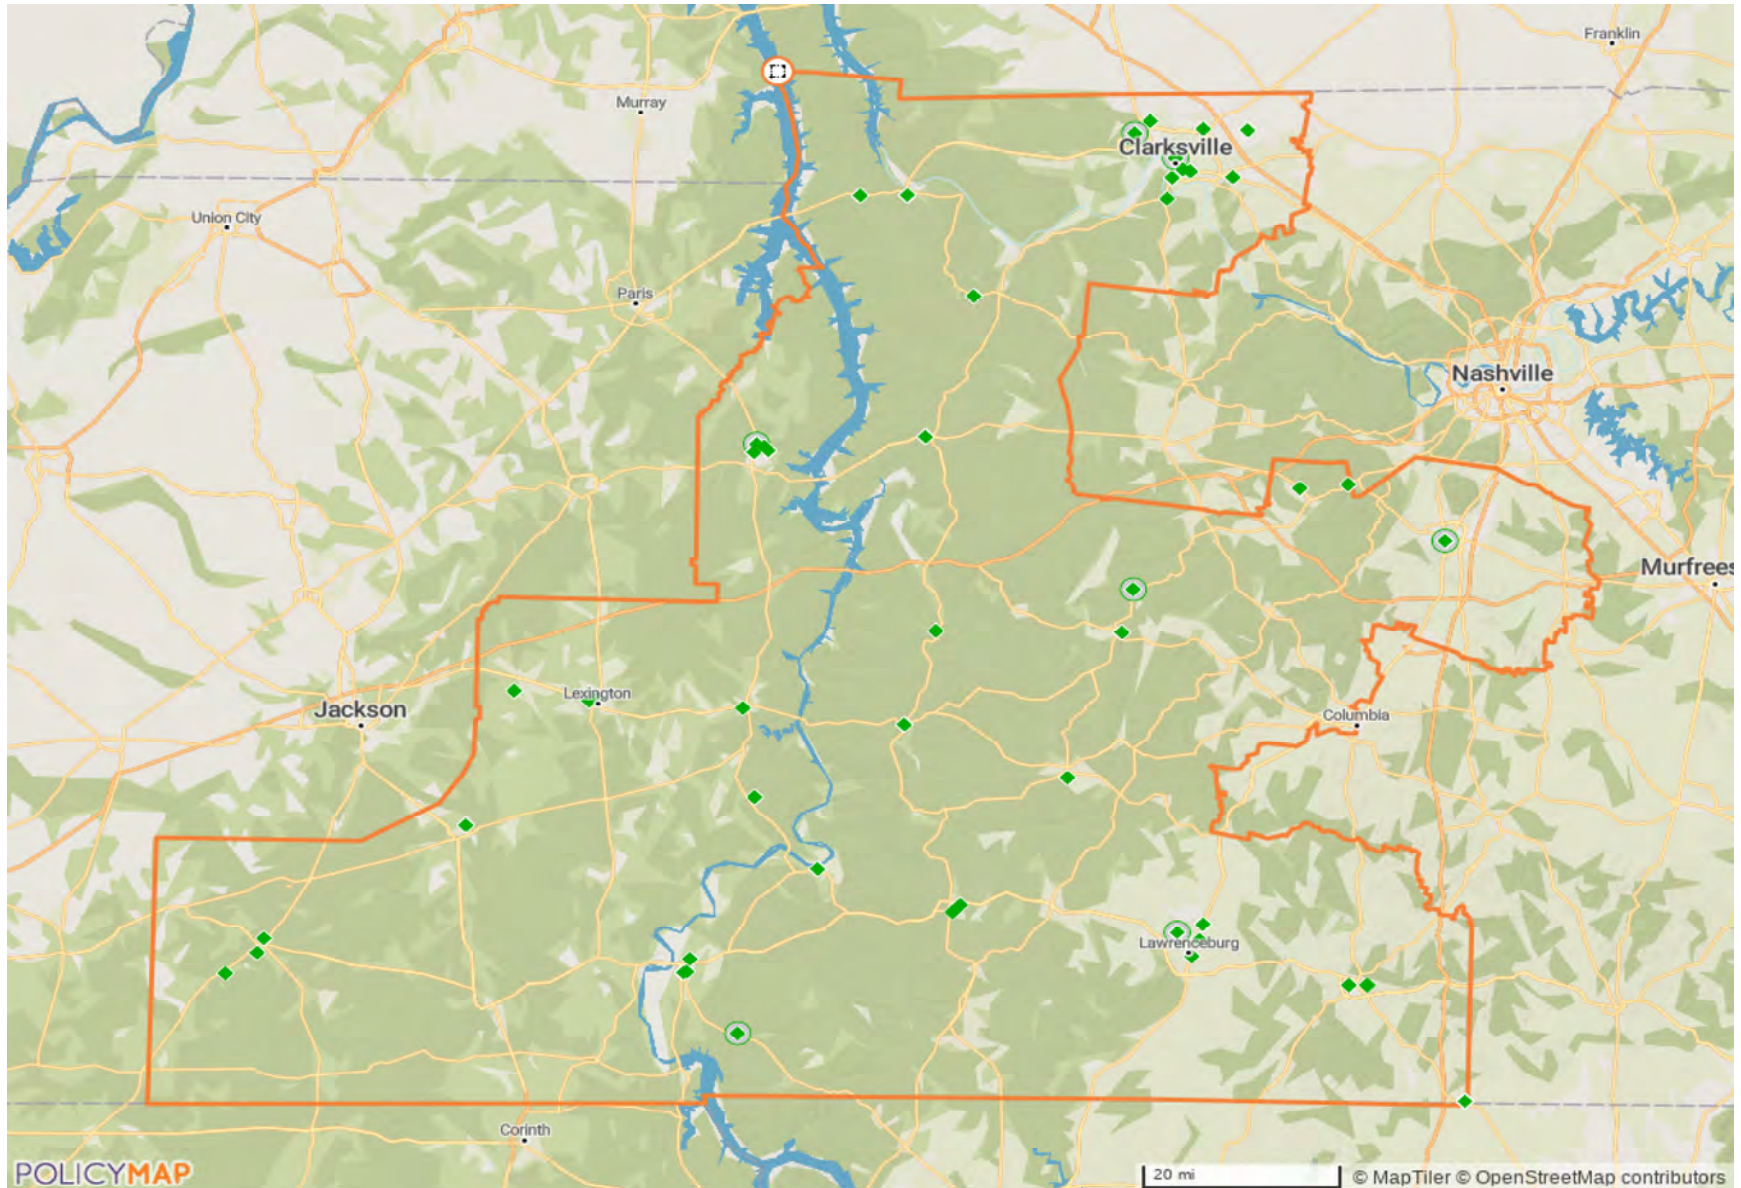 Franklin
Murray
Clarksville
Union City
Paris
Nashville
Murfrees
Lexington
Jackson
Columbia
Lawrenceburg
Corinth
POLICYMAP
20 mi
© MapTiler © OpenStreetMap contributors